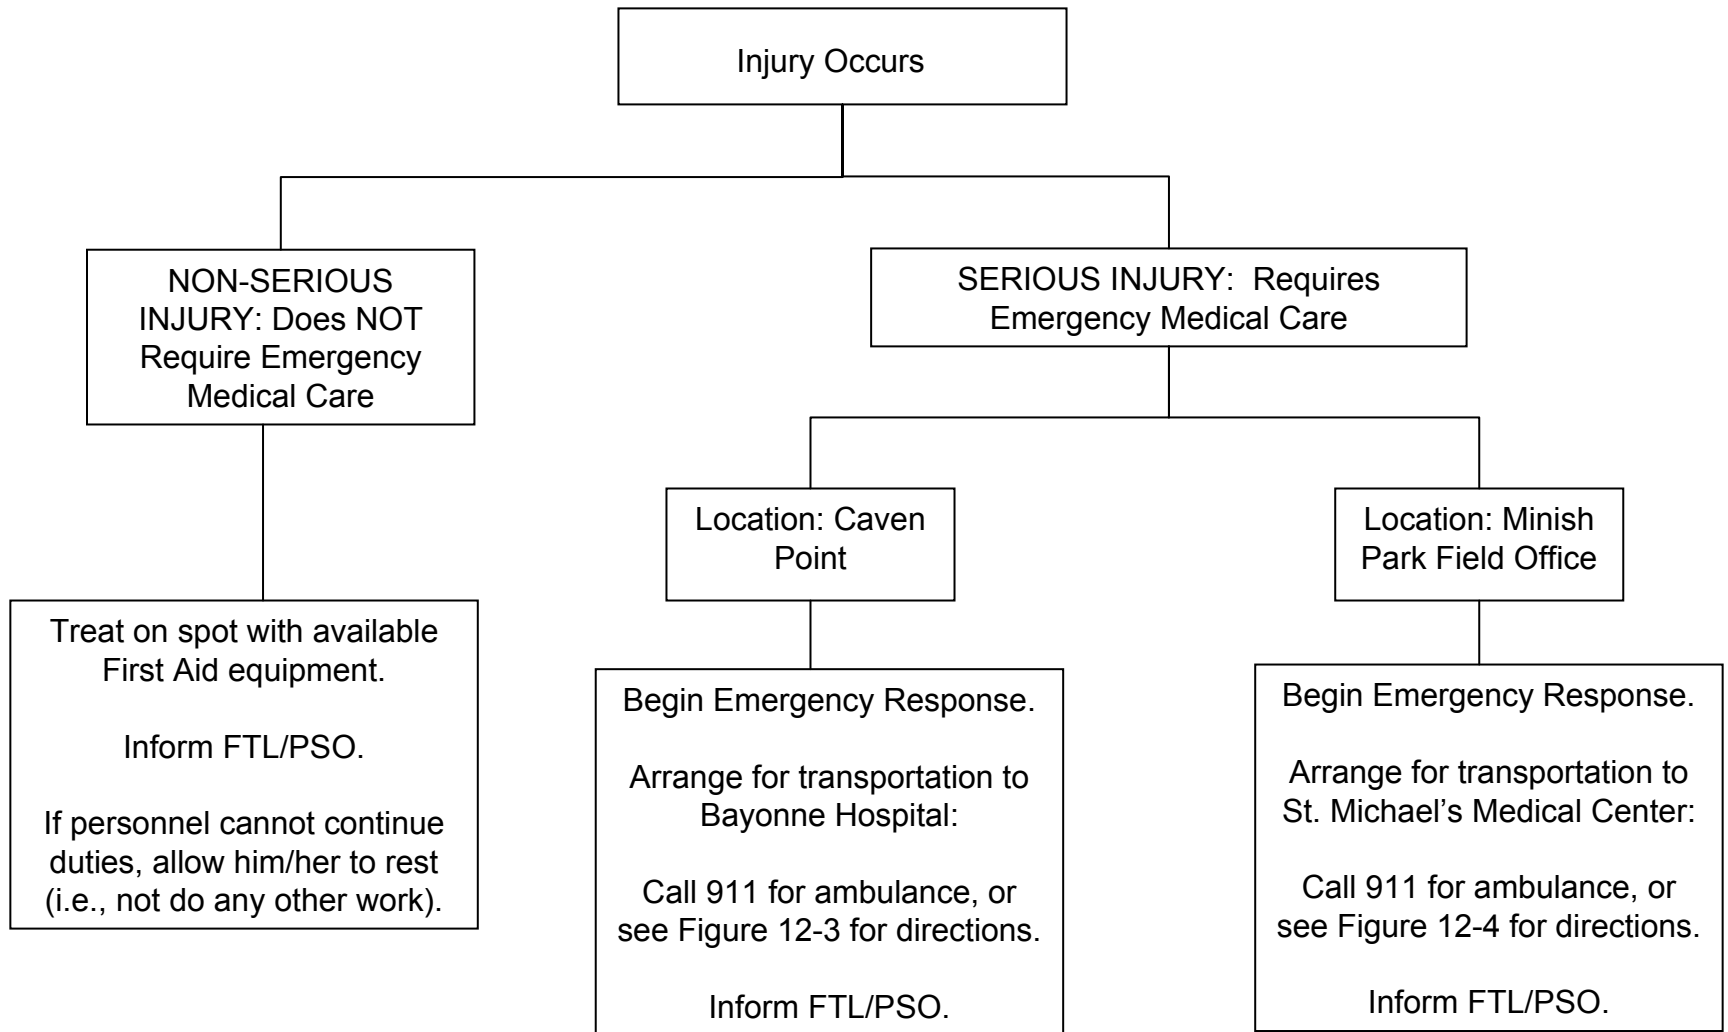 Injury Occurs
NON-SERIOUS
INJURY: Does NOT
Require Emergency
Medical Care
SERIOUS INJURY:  Requires
Emergency Medical Care
Location: Caven
Point
Location: Minish
Park Field Office
Treat on spot with available
First Aid equipment.
Inform FTL/PSO.
If personnel cannot continue
duties, allow him/her to rest
(i.e., not do any other work).
Begin Emergency Response.
Arrange for transportation to
Bayonne Hospital:
Call 911 for ambulance, or
see Figure 12-3 for directions.
Inform FTL/PSO.
Begin Emergency Response.
Arrange for transportation to
St. Michael’s Medical Center:
Call 911 for ambulance, or
see Figure 12-4 for directions.
Inform FTL/PSO.